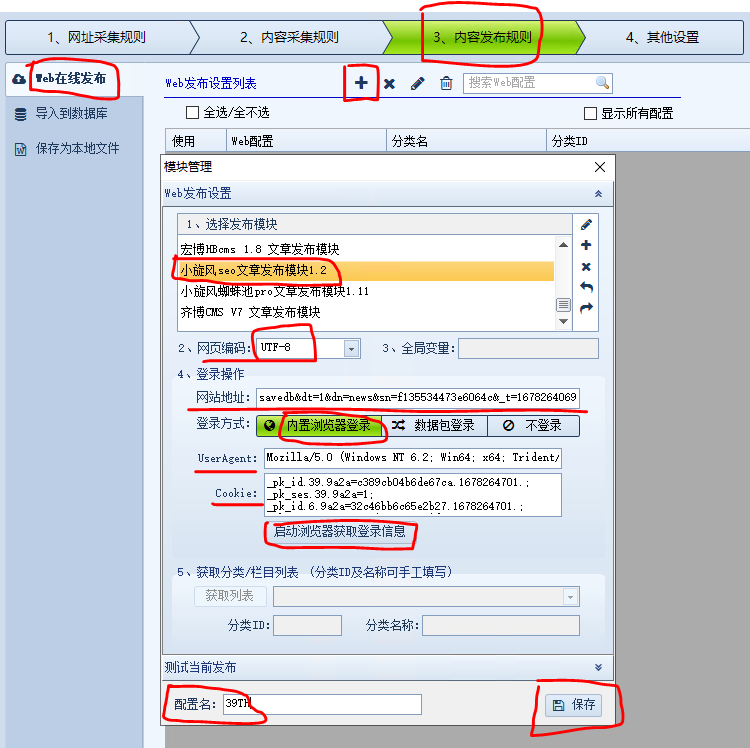 1、网址采集规则 2、内容采集规则 3、内容发布规则 4、其他设置
Web在线发布
导入到数据库
保存为本地文件
Web发布设置列表 搜索Web配置
全选/全不选 显示所有配置
使用 Web配置 分类名 分类ID
模块管理
Web发布设置
1、选择发布模块
宏博HBcms 1.8 文章发布模块
小旋风seo文章发布模块1.2
小旋风蜘蛛池pro文章发布模块1.11
齐博CMS V7 文章发布模块
2、网页编码: UTF-8 3、全局变量:
4、登录操作
网站地址: savedb&dt=1&dn=news&sn=f135534473e6064c&_t=1678264069
登录方式: 内置浏览器登录 数据包登录 不登录
UserAgent: Mozilla/5.0 (Windows NT 6.2; Win64; x64; Trident/
Cookie: _pk_id.39.9a2a=c389cb04b6de67ca.1678264701.;
_pk_ses.39.9a2a=1;
_pk_id.6.9a2a=32c46bb6c65e2b27.1678264701.;
启动浏览器获取登录信息
5、获取分类/栏目列表 (分类ID及名称可手工填写)
获取列表
分类ID: 分类名称:
测试当前发布
配置名: 39TH 保存